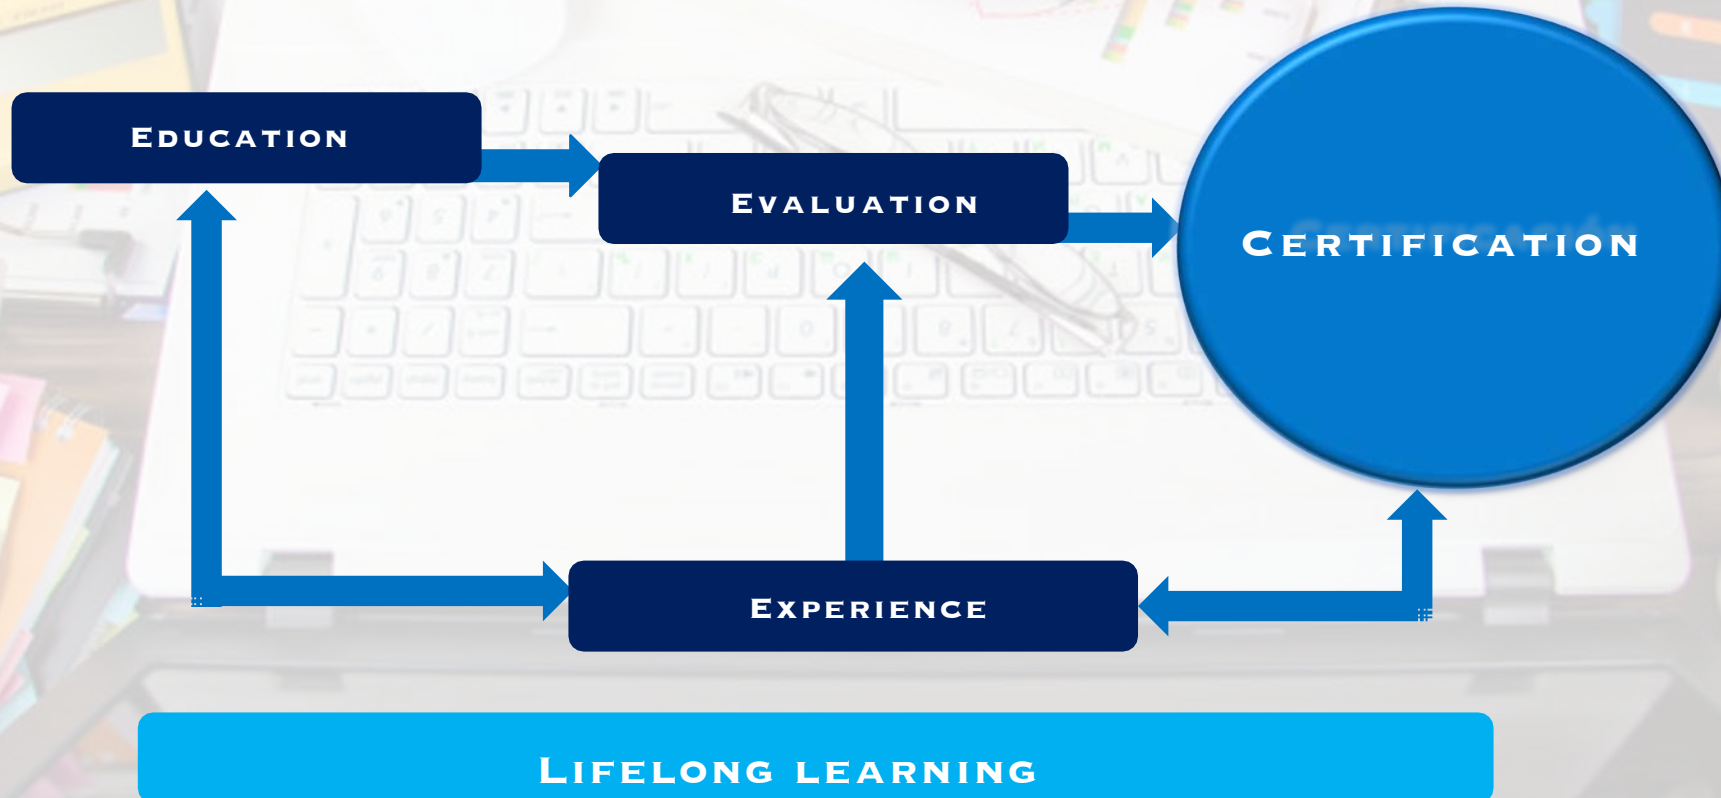 Education
Evaluation
Certification
Experience
Lifelong learning